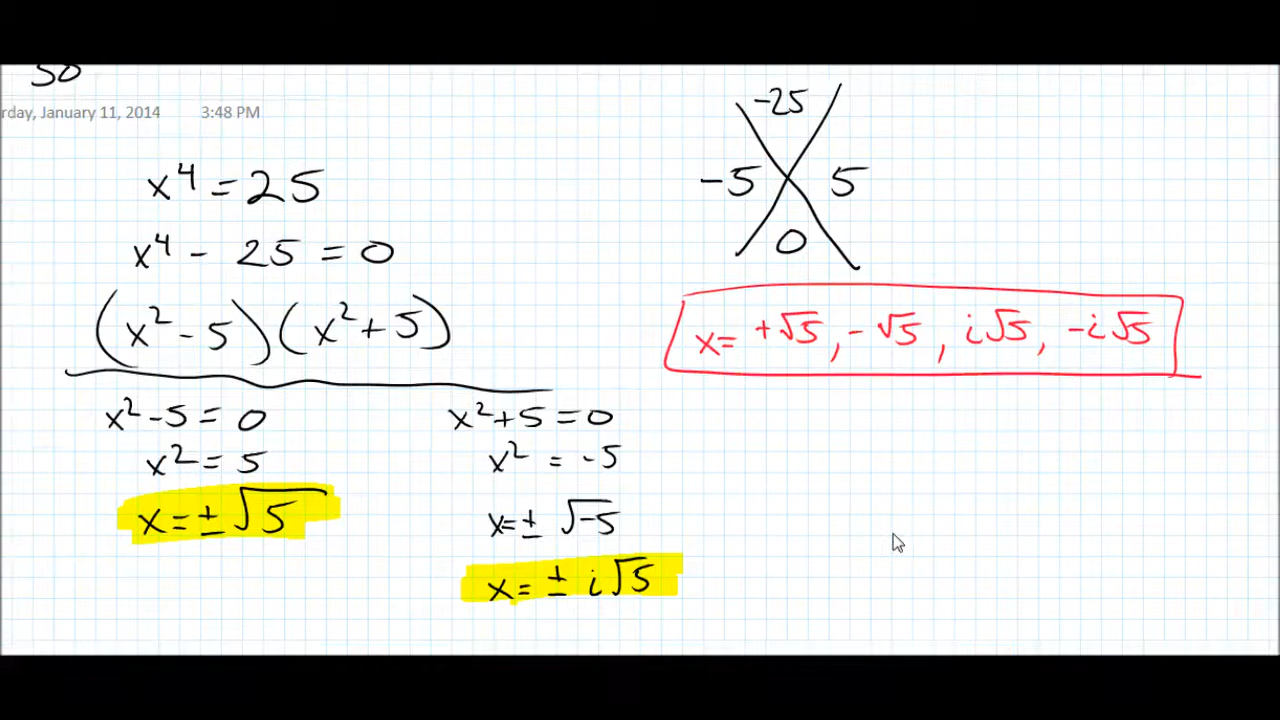 50
rday, January 11, 2014 3:48 PM
x⁴ = 25
x⁴ - 25 = 0
(x² - 5)(x² + 5)
x² - 5 = 0
x² = 5
x = ± √5
x² + 5 = 0
x² = -5
x = ± √-5
x = ± i√5
-25
-5 5
0
x = +√5, -√5, i√5, -i√5